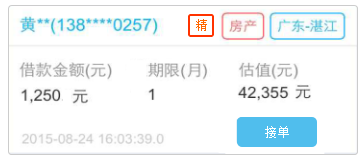 黄**(138****0257) 精 房产 广东-湛江
借款金额(元) 期限(月) 估值(元)
1,250 元 1 42,355 元
2015-08-24 16:03:39.0 接单